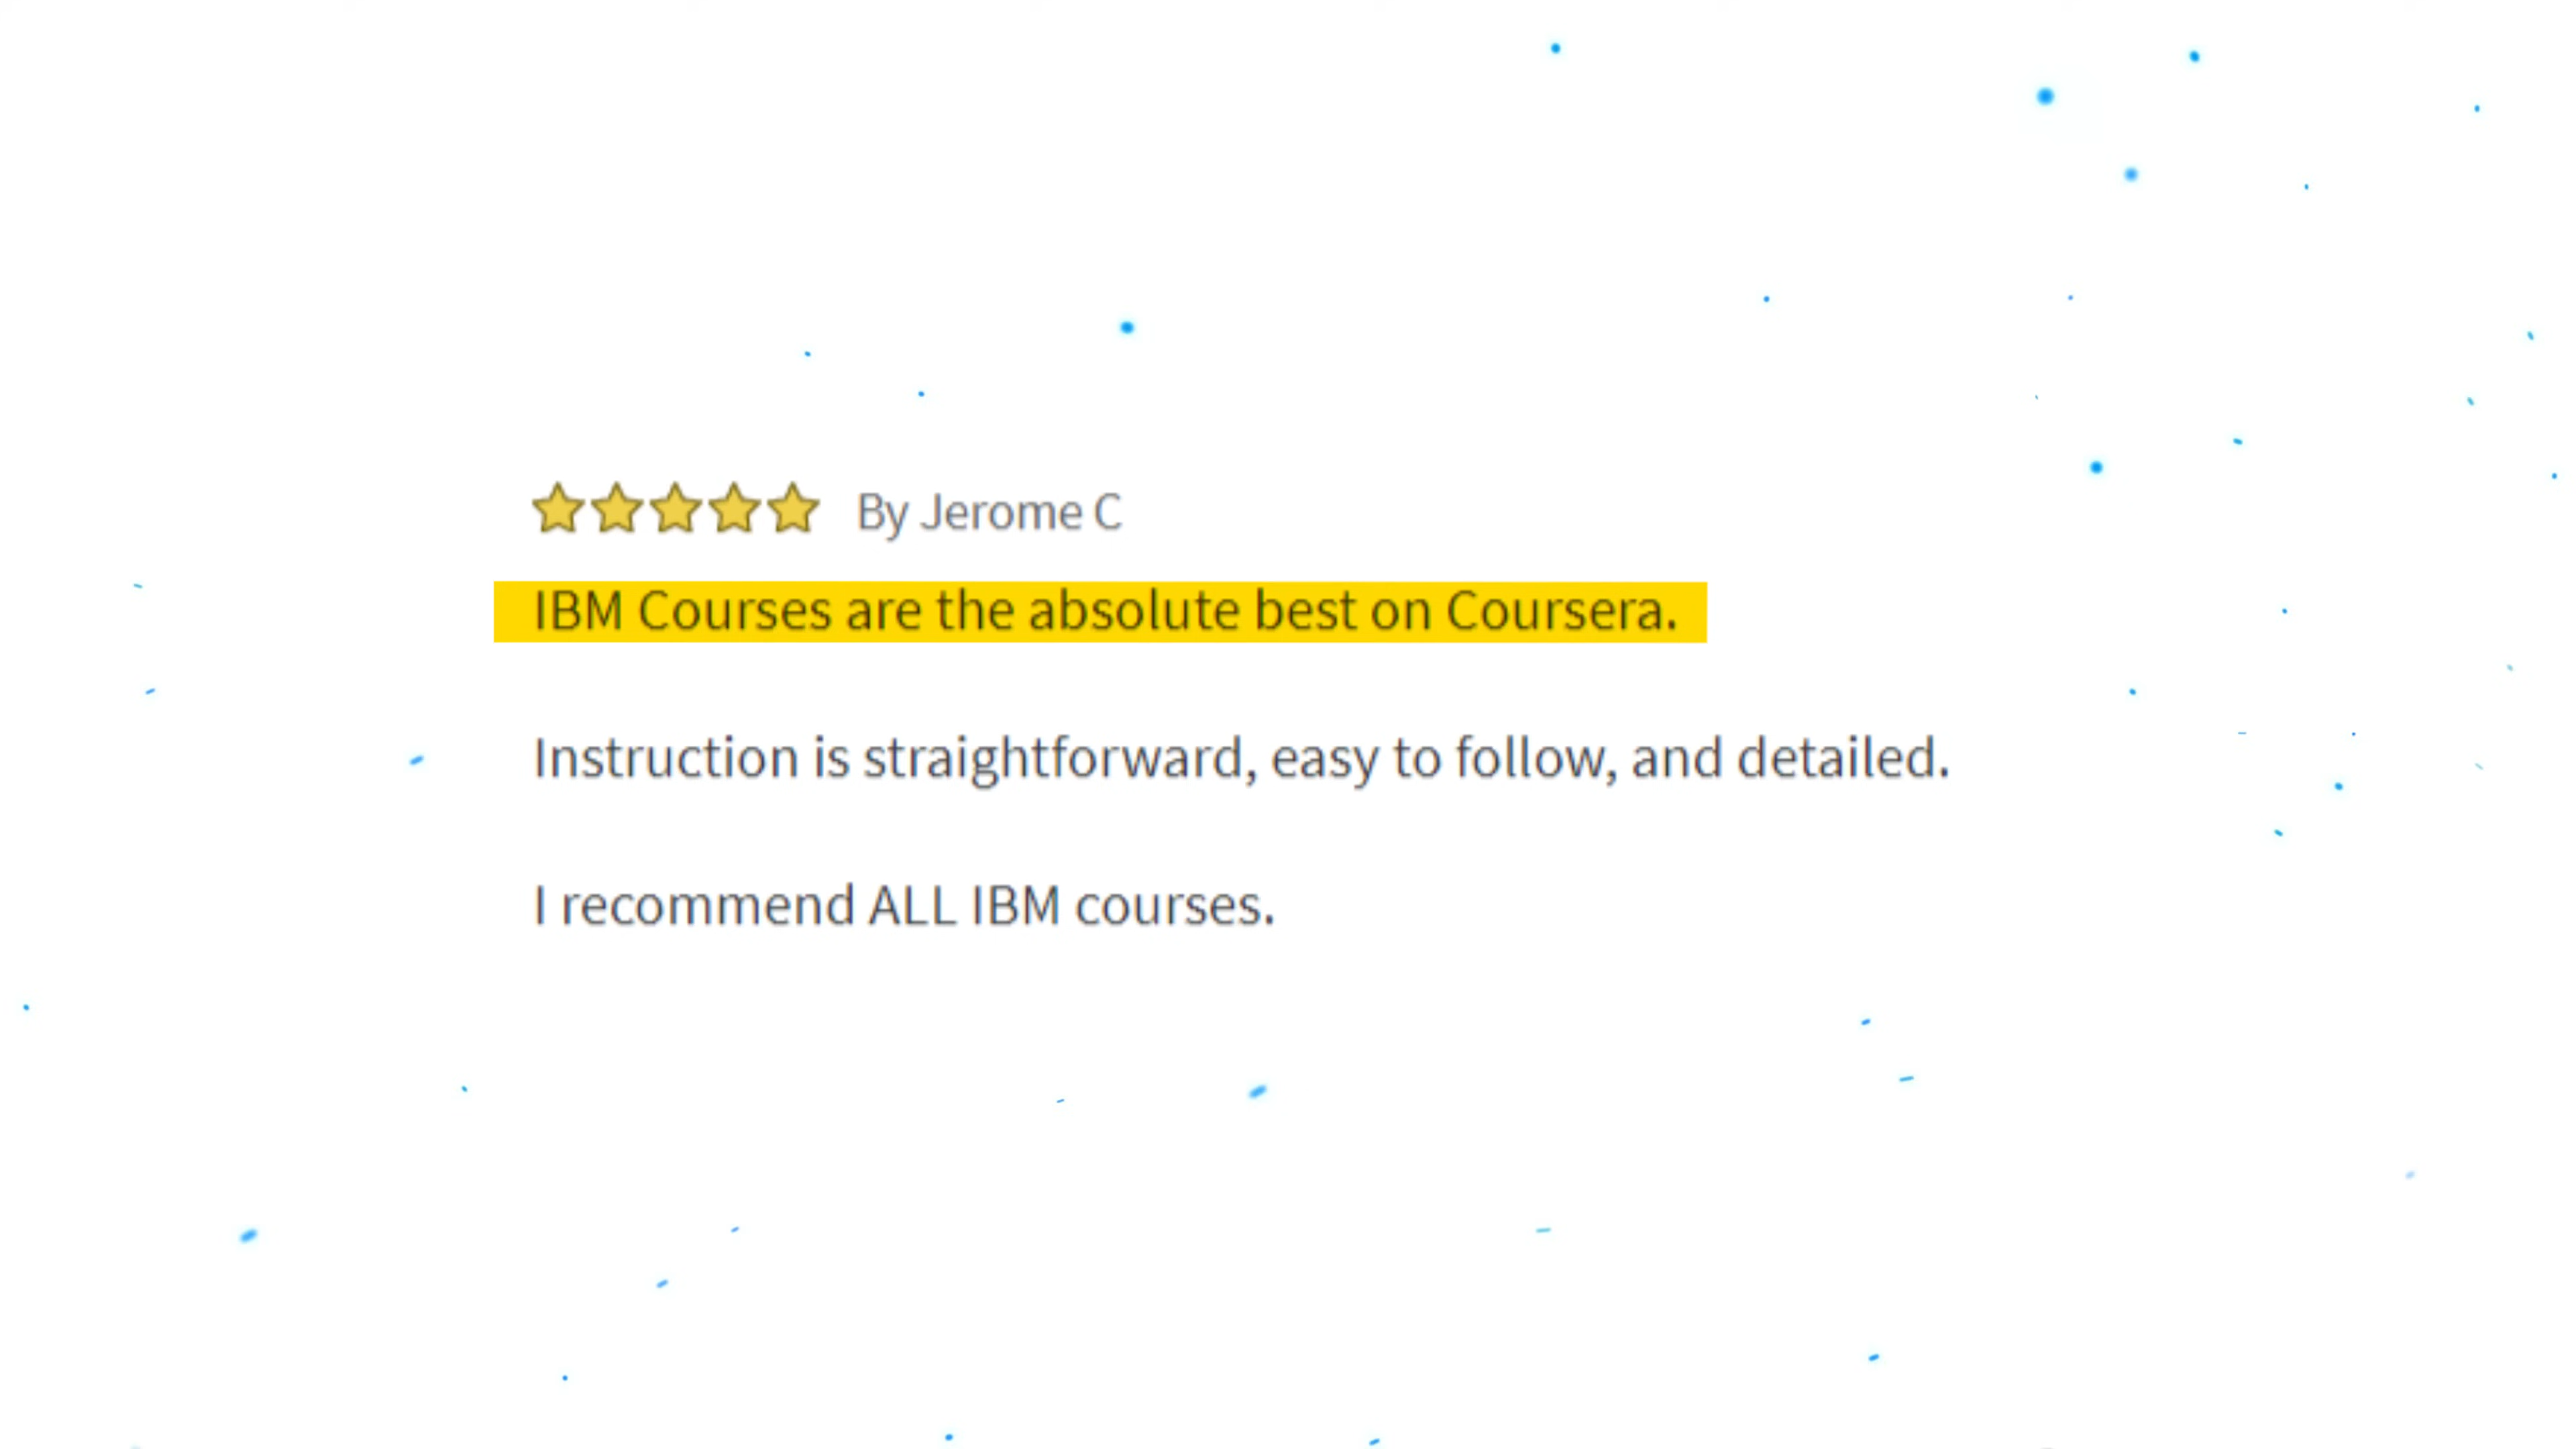 By Jerome C
IBM Courses are the absolute best on Coursera.
Instruction is straightforward, easy to follow, and detailed.
I recommend ALL IBM courses.